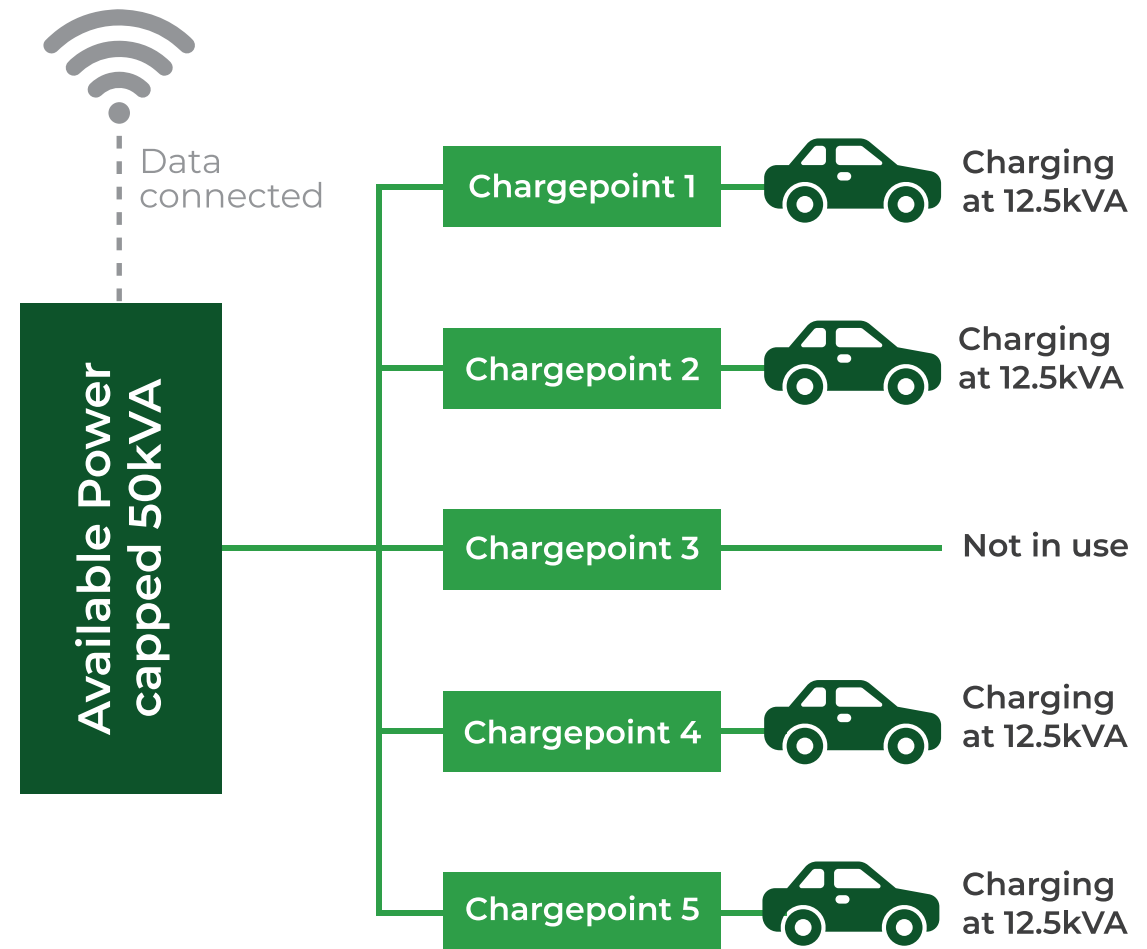 Data
connected
Available Power
capped 50kVA
Chargepoint 1
Charging
at 12.5kVA
Chargepoint 2
Charging
at 12.5kVA
Chargepoint 3
Not in use
Chargepoint 4
Charging
at 12.5kVA
Chargepoint 5
Charging
at 12.5kVA